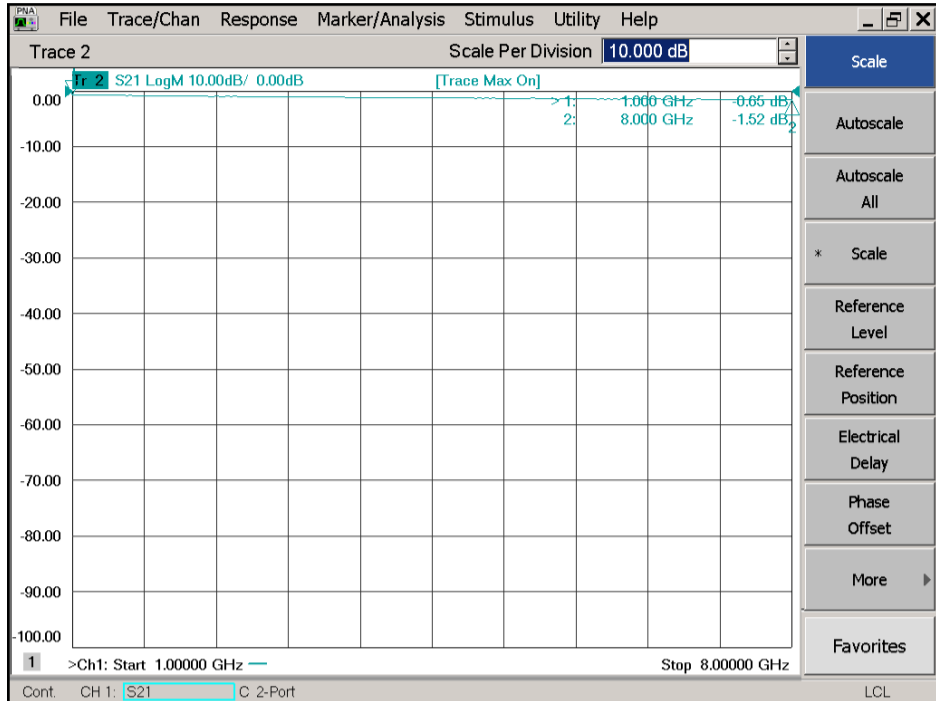 PNA
File Trace/Chan Response Marker/Analysis Stimulus Utility Help
Trace 2 Scale Per Division 10.000 dB
Scale
Tr 2 S21 LogM 10.00dB/ 0.00dB [Trace Max On]
0.00
> 1: 1.000 GHz -0.65 dB
2: 8.000 GHz -1.52 dB
2
-10.00
-20.00
-30.00
-40.00
-50.00
-60.00
-70.00
-80.00
-90.00
-100.00
Autoscale
Autoscale
All
* Scale
Reference
Level
Reference
Position
Electrical
Delay
Phase
Offset
More
Favorites
1 >Ch1: Start 1.00000 GHz Stop 8.00000 GHz
Cont. CH 1: S21 C 2-Port LCL